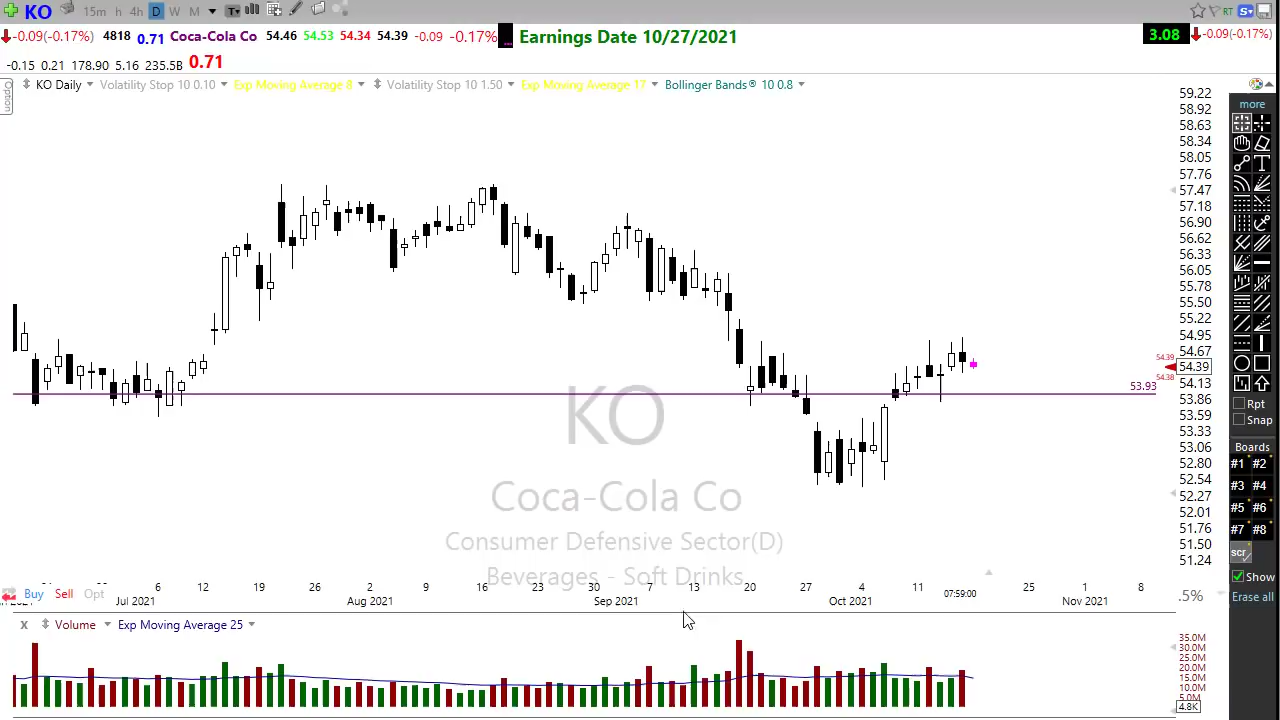 KO 15m h 4h D W M T RT S
-0.09(-0.17%) 4818 0.71 Coca-Cola Co 54.46 54.53 54.34 54.39 -0.09 -0.17% Earnings Date 10/27/2021 3.08 -0.09(-0.17%)
-0.15 0.21 178.90 5.16 235.5B 0.71
Option
KO Daily Volatility Stop 10 0.10 Exp Moving Average 8 Volatility Stop 10 1.50 Exp Moving Average 17 Bollinger Bands® 10 0.8
59.22
58.92
58.63
58.34
58.05
57.76
57.47
57.18
56.90
56.62
56.33
56.05
55.78
55.50
55.22
54.95
54.67
54.39
54.39
54.38
54.13
53.93
53.86
53.59
53.33
53.06
52.80
52.54
52.27
52.01
51.76
51.50
51.24
KO
Coca-Cola Co
Consumer Defensive Sector(D)
Beverages - Soft Drinks
more
Rpt
Snap
Boards
#1 #2
#3 #4
#5 #6
#7 #8
scr
Show
Erase all
6 12 19 26 2 9 16 23 30 7 13 20 27 4 11 25 1 8
Buy Sell Opt
Jul 2021 Aug 2021 Sep 2021 Oct 2021 07:59:00 Nov 2021
.5%
x Volume Exp Moving Average 25
35.0M
30.0M
25.0M
20.0M
15.0M
10.0M
5.0M
4.8K